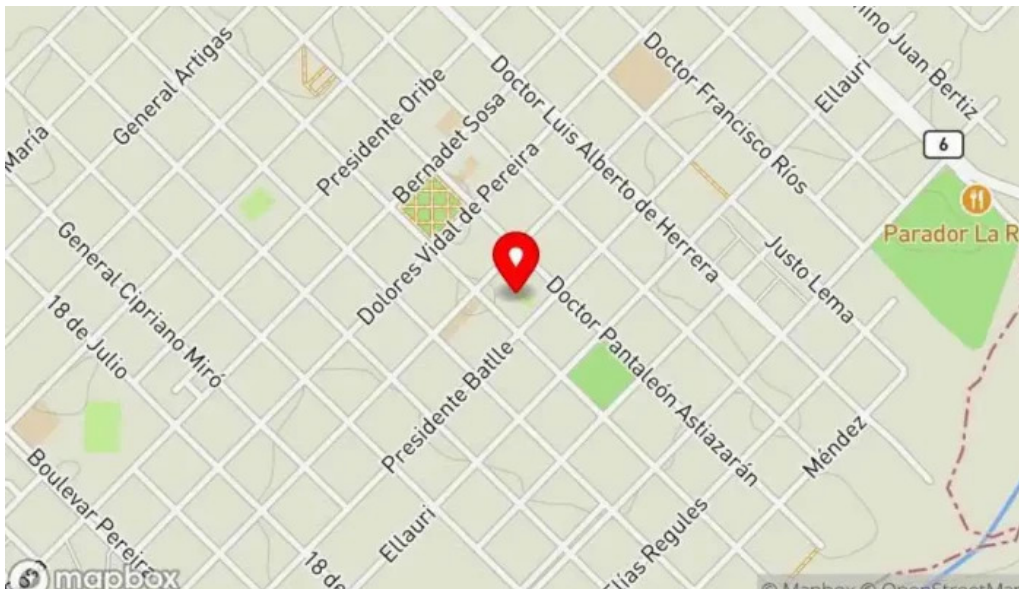 ino Juan Bertiz
Doctor Francisco Ríos
Ellauri
General Artigas
Doctor Luis Alberto de Herrera
Presidente Oribe
Bernadet Sosa
María
6
Dolores Vidal de Pereira
Parador La R
General Cipriano Miró
Justo Lema
18 de Julio
Doctor Pantaleón Astiazarán
Presidente Batlle
Méndez
Boulevar Pereira
Ellauri
Elías Regules
18 de
oso
mapbox
© Mapbox © OpenStreetMap